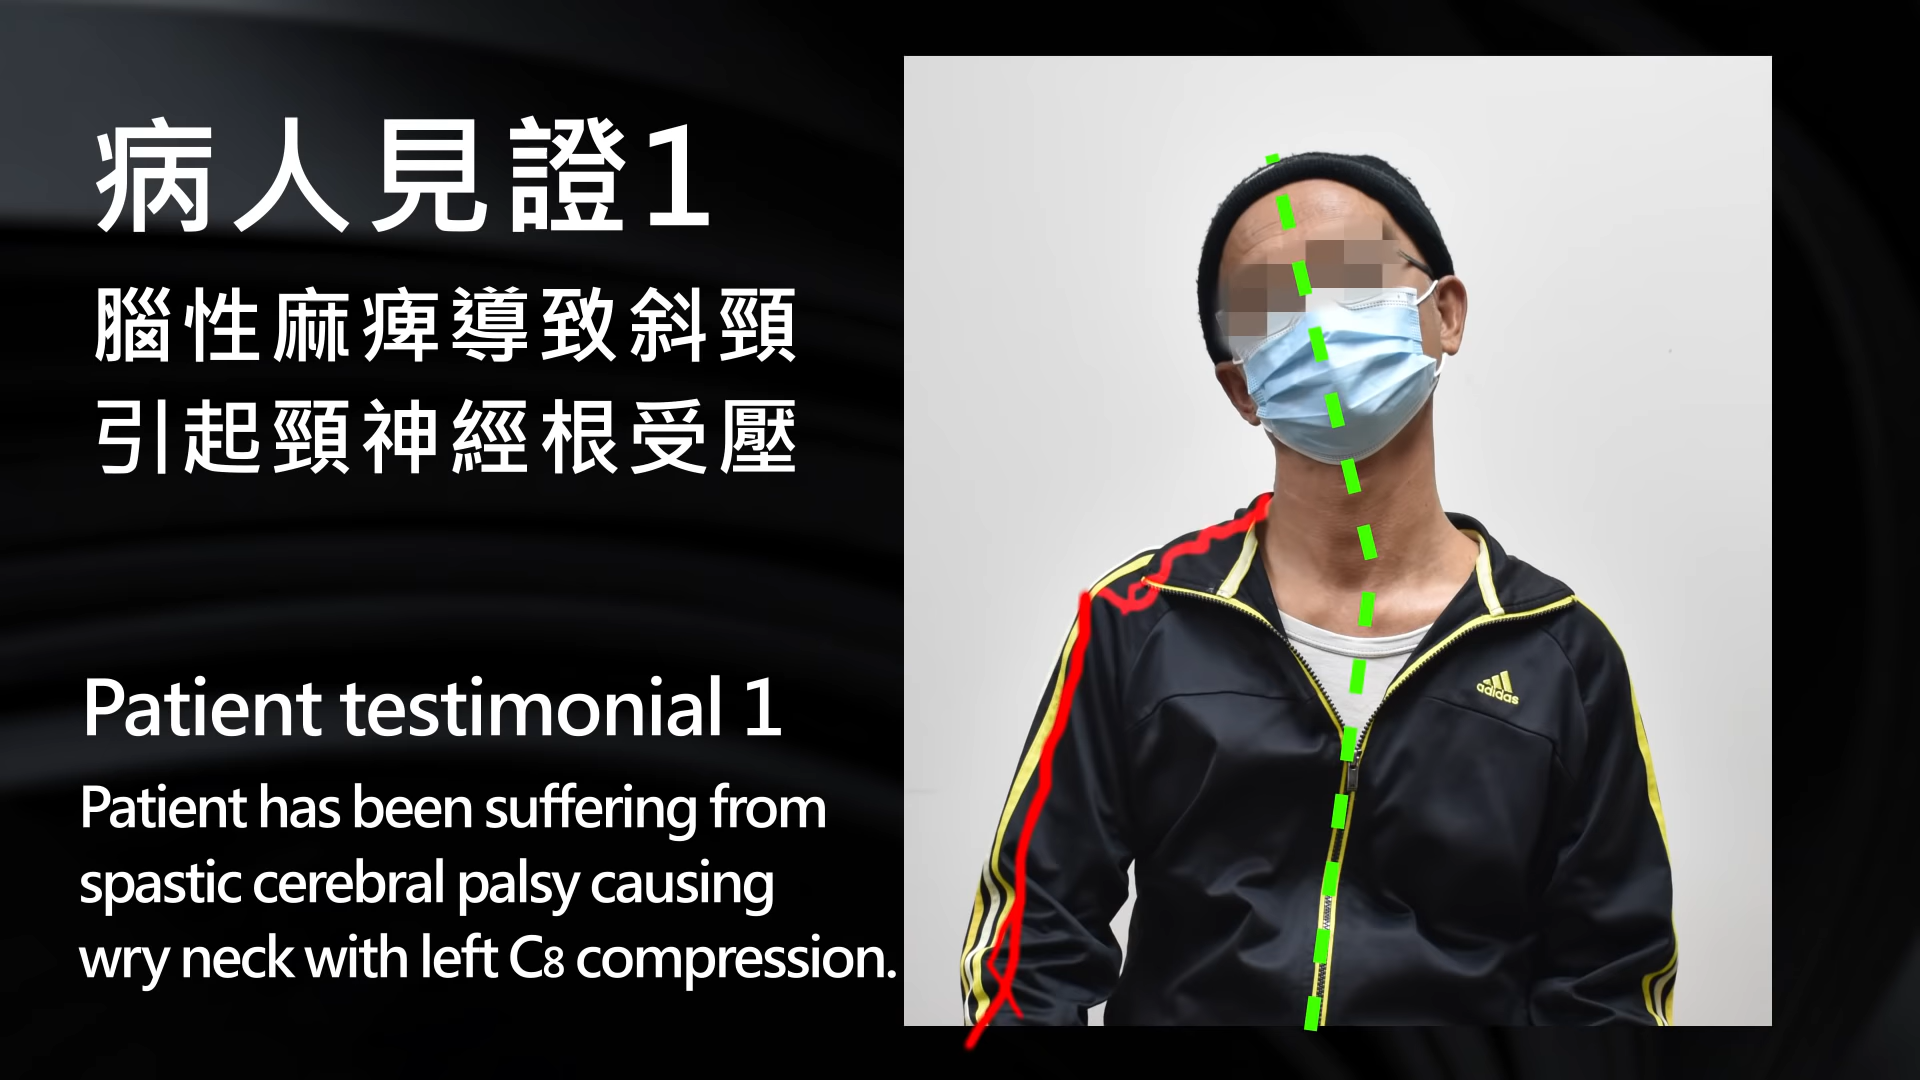 病人見證1
腦性麻痺導致斜頸
引起頸神經根受壓
Patient testimonial 1
Patient has been suffering from
spastic cerebral palsy causing
wry neck with left C8 compression.
adidas